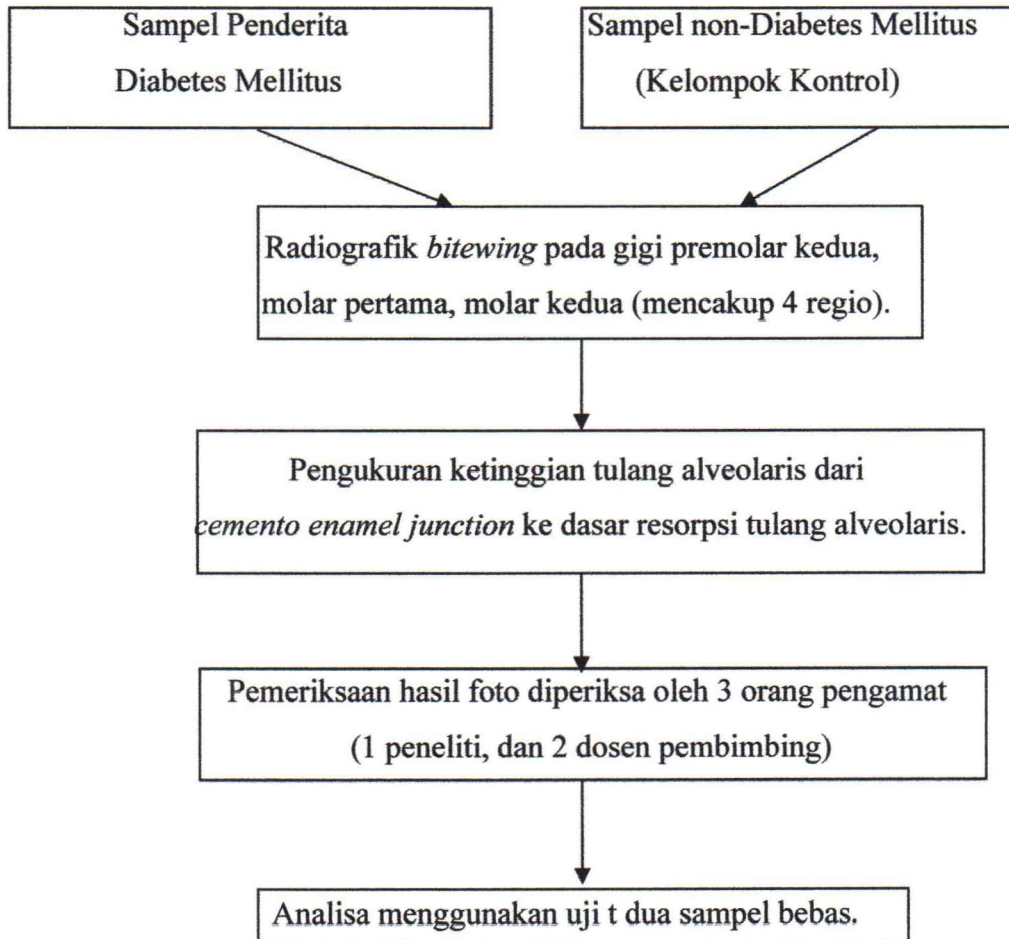 Sampel Penderita
Diabetes Mellitus
Sampel non-Diabetes Mellitus
(Kelompok Kontrol)
Radiografik bitewing pada gigi premolar kedua,
molar pertama, molar kedua (mencakup 4 regio).
Pengukuran ketinggian tulang alveolaris dari
cemento enamel junction ke dasar resorpsi tulang alveolaris.
Pemeriksaan hasil foto diperiksa oleh 3 orang pengamat
(1 peneliti, dan 2 dosen pembimbing)
Analisa menggunakan uji t dua sampel bebas.